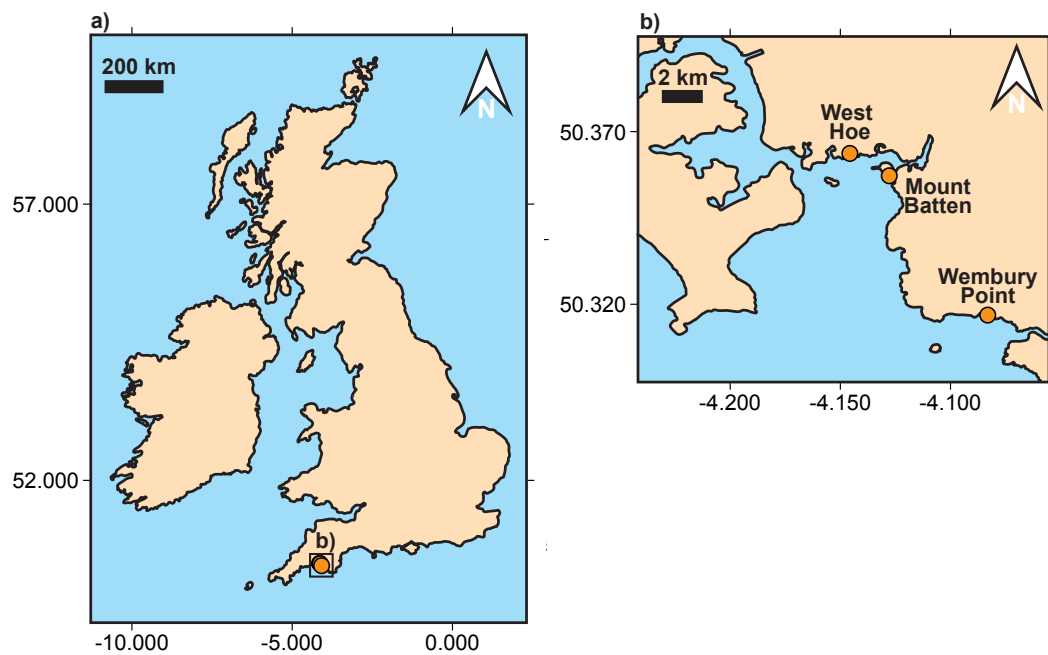 a)
200 km
N
57.000
52.000
b)
-10.000
-5.000
0.000
b)
2 km
N
50.370
50.320
West
Hoe
Mount
Batten
Wembury
Point
-4.200
-4.150
-4.100